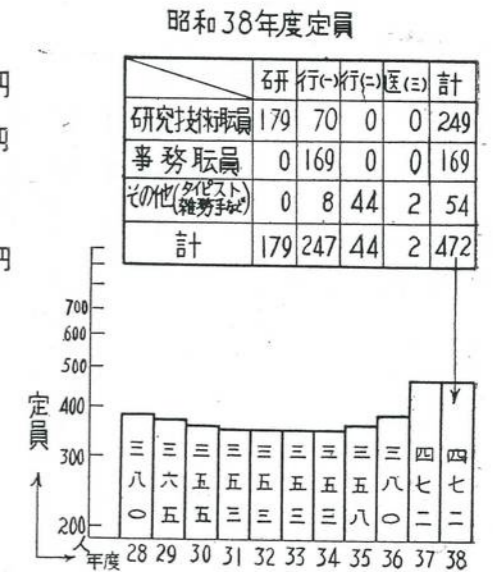 昭和38年度定員
研 行(一) 行(二) 医(三) 計
研究技術職員 179 70 0 0 249
事務職員 0 169 0 0 169
その他(タイピスト雑務手など) 0 8 44 2 54
計 179 247 44 2 472
円
円
700
600
500
400
300
200
定員
人
三八〇
三六五
三五五
三五三
三五三
三五三
三五三
三五八
三八〇
四七二
四七二
年度 28 29 30 31 32 33 34 35 36 37 38